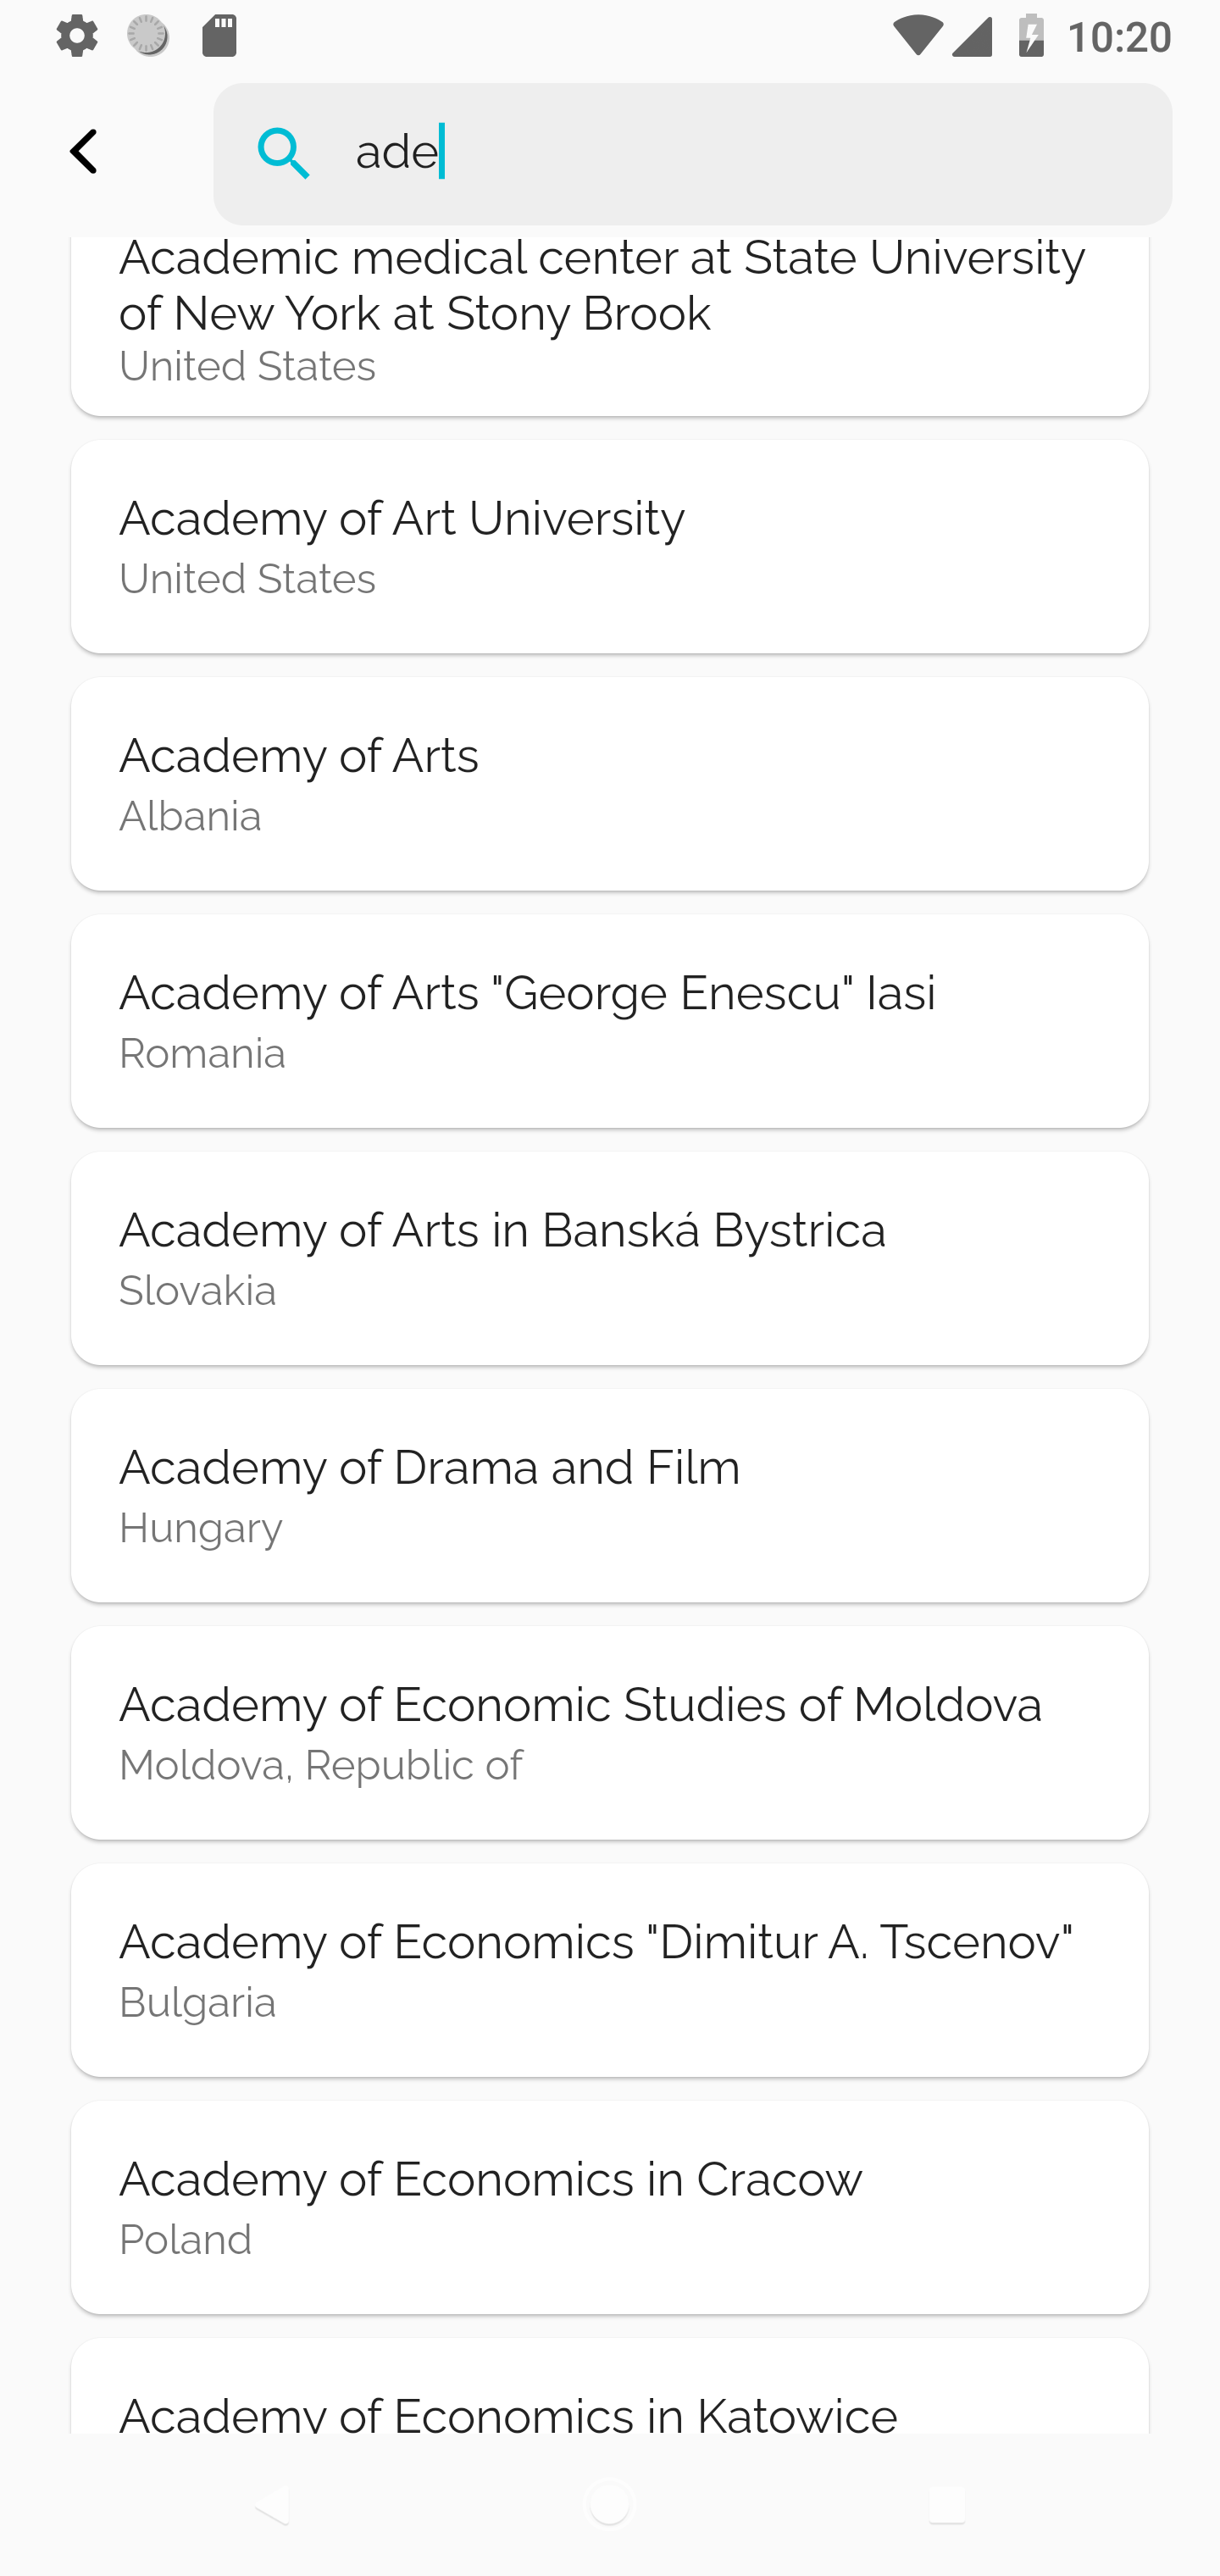 10:20
ade
Academic medical center at State University
of New York at Stony Brook
United States
Academy of Art University
United States
Academy of Arts
Albania
Academy of Arts "George Enescu" Iasi
Romania
Academy of Arts in Banská Bystrica
Slovakia
Academy of Drama and Film
Hungary
Academy of Economic Studies of Moldova
Moldova, Republic of
Academy of Economics "Dimitur A. Tscenov"
Bulgaria
Academy of Economics in Cracow
Poland
Academy of Economics in Katowice